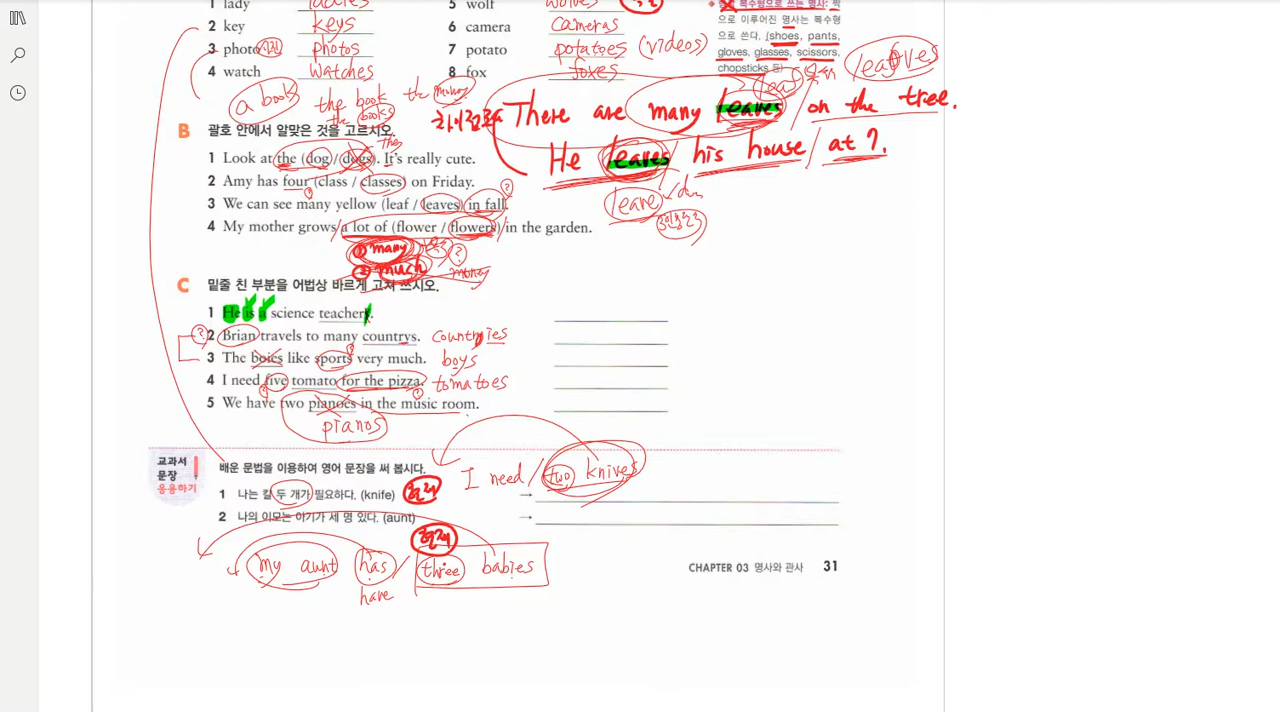 1 lady ladies 5 wolf wolves
2 key keys 6 camera cameras
3 photo photos 7 potato potatoes (videos)
4 watch watches 8 fox foxes
복수형으로 쓰는 명사: 짝
으로 이루어진 명사는 복수형
으로 쓴다. (shoes, pants,
gloves, glasses, scissors,
chopsticks 등)
leaf
a book the book the money
the books
There are many leaves / on the tree.
He leaves / his house / at 7.
leave
B 괄호 안에서 알맞은 것을 고르시오.
1 Look at the (dog / dogs). It's really cute.
2 Amy has four (class / classes) on Friday.
3 We can see many yellow (leaf / leaves) in fall.
4 My mother grows a lot of (flower / flowers) in the garden.
① many
② much money
C 밑줄 친 부분을 어법상 바르게 고쳐 쓰시오.
1 He is a science teachers.
2 Brian travels to many countrys. countries
3 The boies like sports very much. boys
4 I need five tomato for the pizza. tomatoes
5 We have two pianoes in the music room.
pianos
교과서
문장
응용하기
배운 문법을 이용하여 영어 문장을 써 봅시다.
I need / two knives
1 나는 칼 두 개가 필요하다. (knife) 현재 →
2 나의 이모는 아기가 세 명 있다. (aunt) →
현재
my aunt has / three babies
have
CHAPTER 03 명사와 관사 31